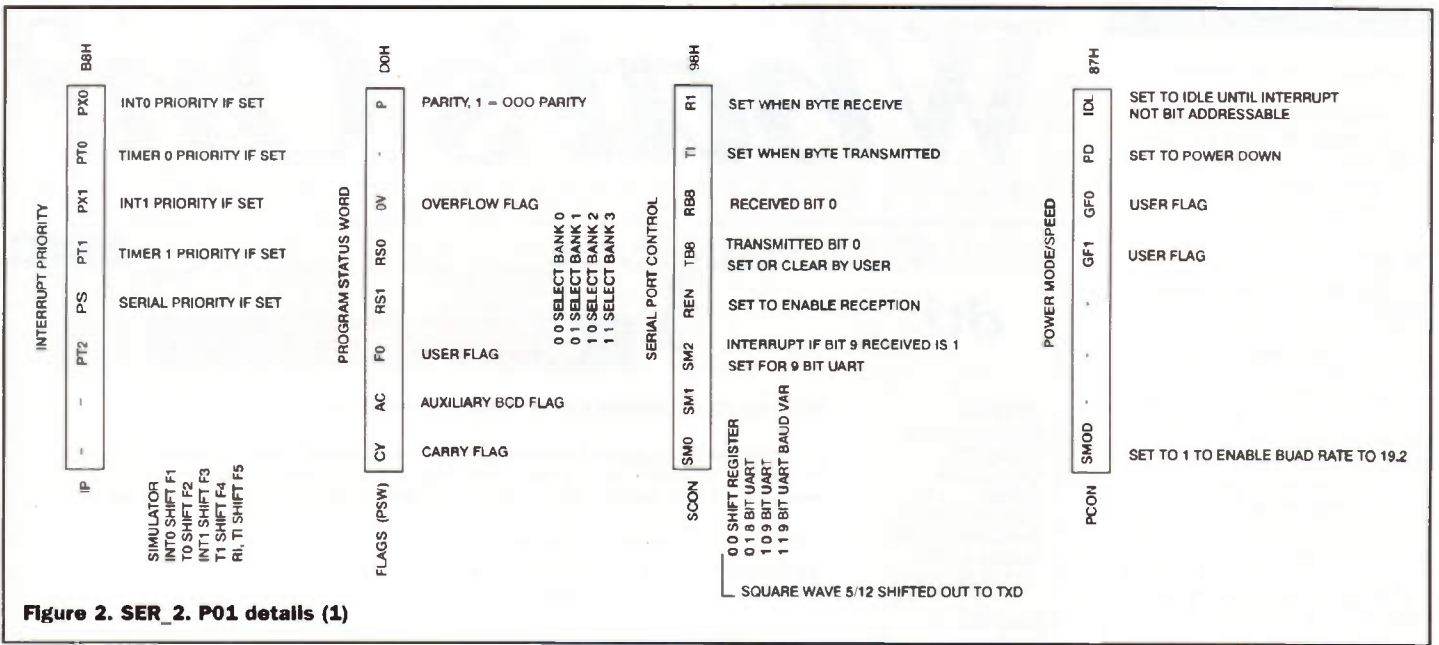 INTERRUPT PRIORITY
B8H
PX0 INT0 PRIORITY IF SET
PT0 TIMER 0 PRIORITY IF SET
PX1 INT1 PRIORITY IF SET
PT1 TIMER 1 PRIORITY IF SET
PS SERIAL PRIORITY IF SET
PT2
-
-
IP
SIMULATOR
INT0 SHIFT F1
T0 SHIFT F2
INT1 SHIFT F3
T1 SHIFT F4
RI, TI SHIFT F5
PROGRAM STATUS WORD
D0H
P PARITY, 1 = OOO PARITY
-
0V OVERFLOW FLAG
RS0
RS1
F0 USER FLAG
AC AUXILIARY BCD FLAG
CY CARRY FLAG
FLAGS (PSW)
0 0 SELECT BANK 0
0 1 SELECT BANK 1
1 0 SELECT BANK 2
1 1 SELECT BANK 3
SERIAL PORT CONTROL
98H
R1 SET WHEN BYTE RECEIVE
TI SET WHEN BYTE TRANSMITTED
RB8 RECEIVED BIT 0
TB8 TRANSMITTED BIT 0
SET OR CLEAR BY USER
REN SET TO ENABLE RECEPTION
SM2 INTERRUPT IF BIT 9 RECEIVED IS 1
SET FOR 9 BIT UART
SM1
SM0
SCON
0 0 SHIFT REGISTER
0 1 8 BIT UART
1 0 9 BIT UART
1 1 9 BIT UART BAUD VAR
SQUARE WAVE 5/12 SHIFTED OUT TO TXD
POWER MODE/SPEED
87H
IDL SET TO IDLE UNTIL INTERRUPT
NOT BIT ADDRESSABLE
PD SET TO POWER DOWN
GF0 USER FLAG
GF1 USER FLAG
-
-
-
SMOD SET TO 1 TO ENABLE BUAD RATE TO 19.2
PCON
Figure 2. SER_2. P01 details (1)